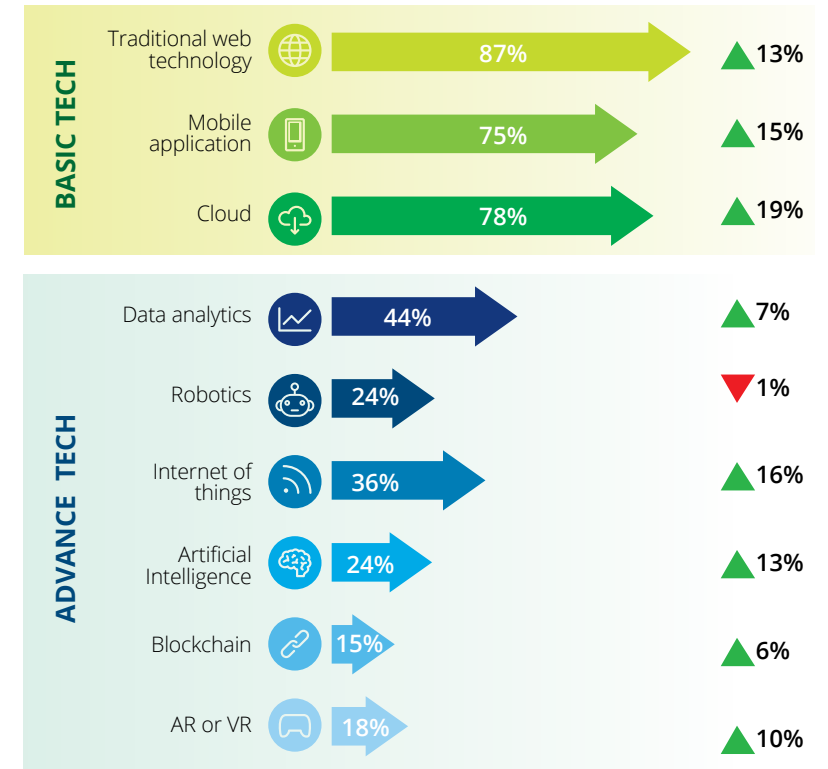 BASIC TECH
Traditional web
technology
87%
13%
Mobile
application
75%
15%
Cloud
78%
19%
ADVANCE TECH
Data analytics
44%
7%
Robotics
24%
1%
Internet of
things
36%
16%
Artificial
Intelligence
24%
13%
Blockchain
15%
6%
AR or VR
18%
10%